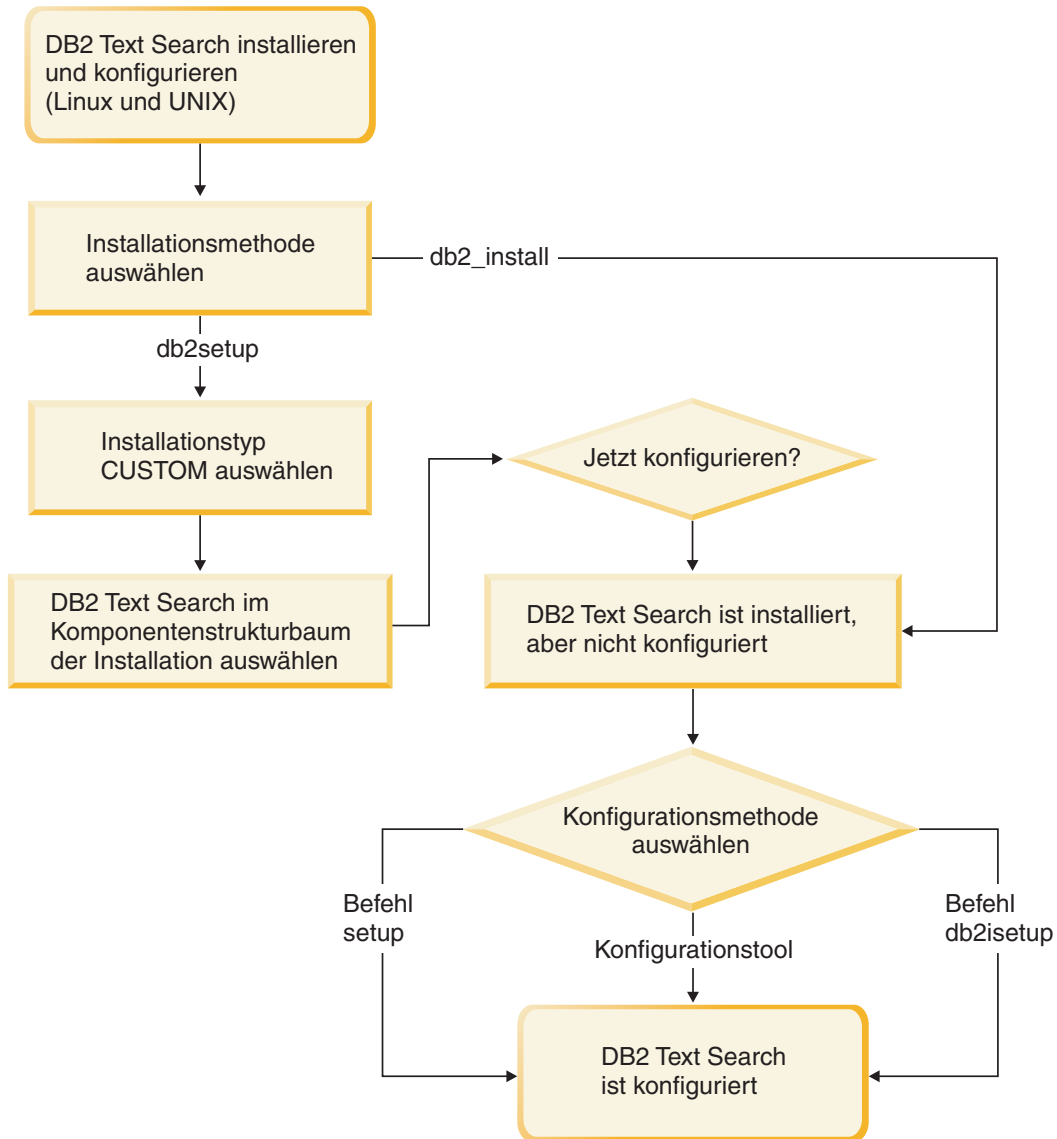 DB2 Text Search installieren
und konfigurieren
(Linux und UNIX)
Installationsmethode
auswählen
db2_install
db2setup
Installationstyp
CUSTOM auswählen
Jetzt konfigurieren?
DB2 Text Search im
Komponentenstrukturbaum
der Installation auswählen
DB2 Text Search ist installiert,
aber nicht konfiguriert
Konfigurationsmethode
auswählen
Befehl
setup
Konfigurationstool
Befehl
db2isetup
DB2 Text Search
ist konfiguriert